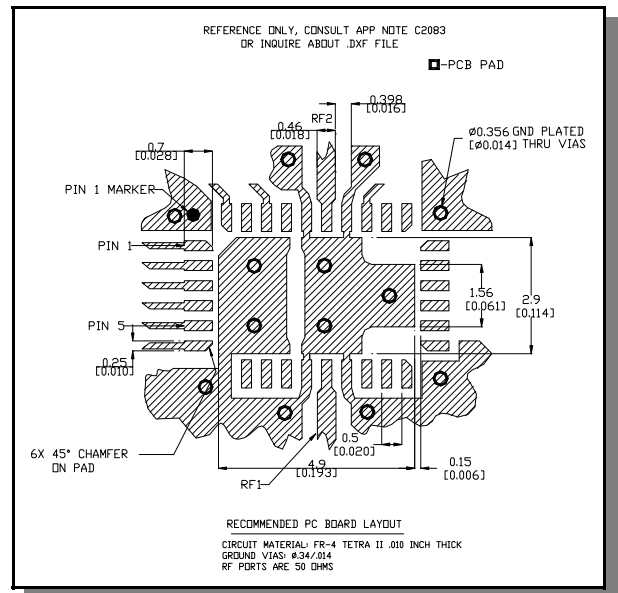 REFERENCE ONLY, CONSULT APP NOTE C2083
OR INQUIRE ABOUT .DXF FILE
-PCB PAD
0.398
[0.016]
RF2
0.46
[0.018]
Ø0.356 GND PLATED
[Ø0.014] THRU VIAS
0.7
[0.028]
PIN 1 MARKER
PIN 1
1.56
[0.061]
2.9
[0.114]
PIN 5
0.25
[0.010]
0.5
[0.020]
6X 45° CHAMFER
ON PAD
4.9
[0.193]
0.15
[0.006]
RF1
RECOMMENDED PC BOARD LAYOUT
CIRCUIT MATERIAL: FR-4 TETRA II .010 INCH THICK
GROUND VIAS: Ø.34/.014
RF PORTS ARE 50 OHMS